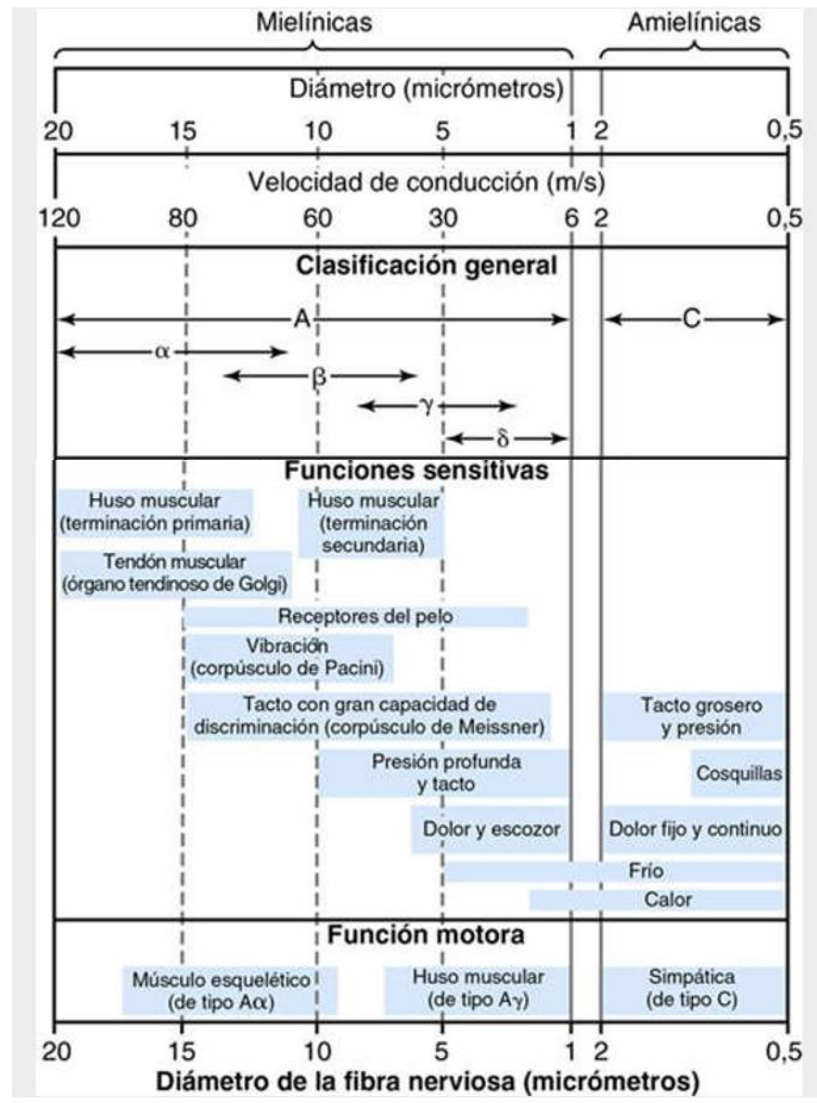 Mielínicas Amielínicas
Diámetro (micrómetros)
20 15 10 5 1 2 0,5
Velocidad de conducción (m/s)
120 80 60 30 6 2 0,5
Clasificación general
A C
α
β
γ
δ
Funciones sensitivas
Huso muscular
(terminación primaria)
Huso muscular
(terminación
secundaria)
Tendón muscular
(órgano tendinoso de Golgi)
Receptores del pelo
Vibración
(corpúsculo de Pacini)
Tacto con gran capacidad de
discriminación (corpúsculo de Meissner)
Tacto grosero
y presión
Presión profunda
y tacto
Cosquillas
Dolor y escozor
Dolor fijo y continuo
Frío
Calor
Función motora
Músculo esquelético
(de tipo Aα)
Huso muscular
(de tipo Aγ)
Simpática
(de tipo C)
20 15 10 5 1 2 0,5
Diámetro de la fibra nerviosa (micrómetros)